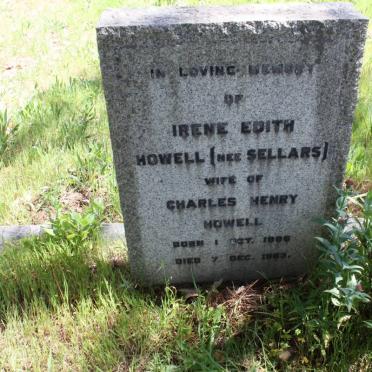 IN LOVING MEMORY
OF
IRENE EDITH
HOWELL (NEE SELLARS)
WIFE OF
CHARLES HENRY
HOWELL
BORN 1 OCT.
DIED 7 DEC.